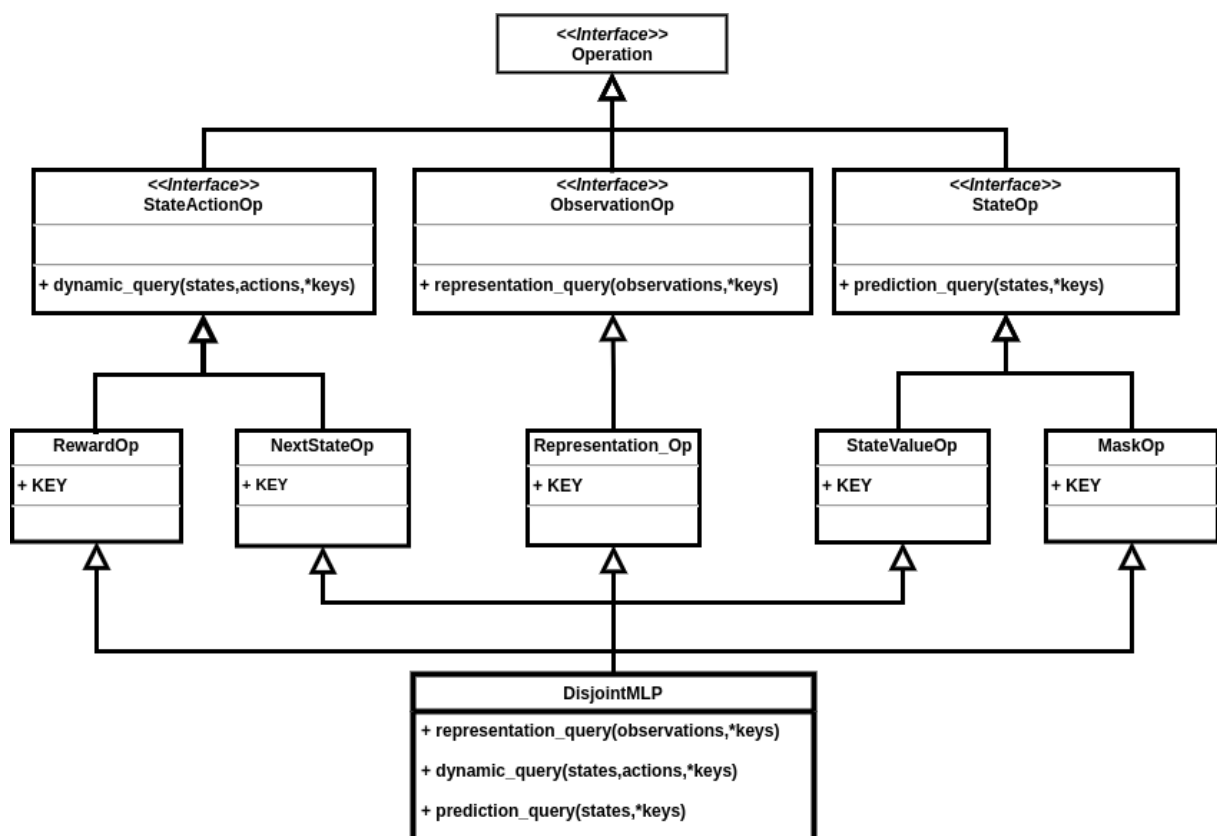 <<Interface>>
Operation
<<Interface>>
StateActionOp
+ dynamic_query(states,actions,*keys)
<<Interface>>
ObservationOp
+ representation_query(observations,*keys)
<<Interface>>
StateOp
+ prediction_query(states,*keys)
RewardOp
+ KEY
NextStateOp
+ KEY
Representation_Op
+ KEY
StateValueOp
+ KEY
MaskOp
+ KEY
DisjointMLP
+ representation_query(observations,*keys)
+ dynamic_query(states,actions,*keys)
+ prediction_query(states,*keys)